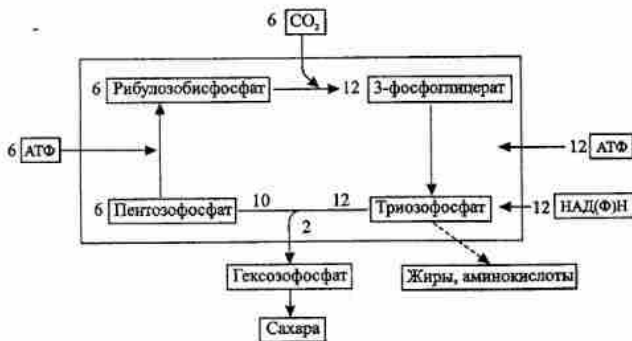 6 CO₂
6 Рибулозобисфосфат 12 3-фосфоглицерат
6 АТФ 12 АТФ
6 Пентозофосфат 10 12 Триозофосфат 12 НАД(Ф)Н
2
Гексозофосфат Жиры, аминокислоты
Сахара